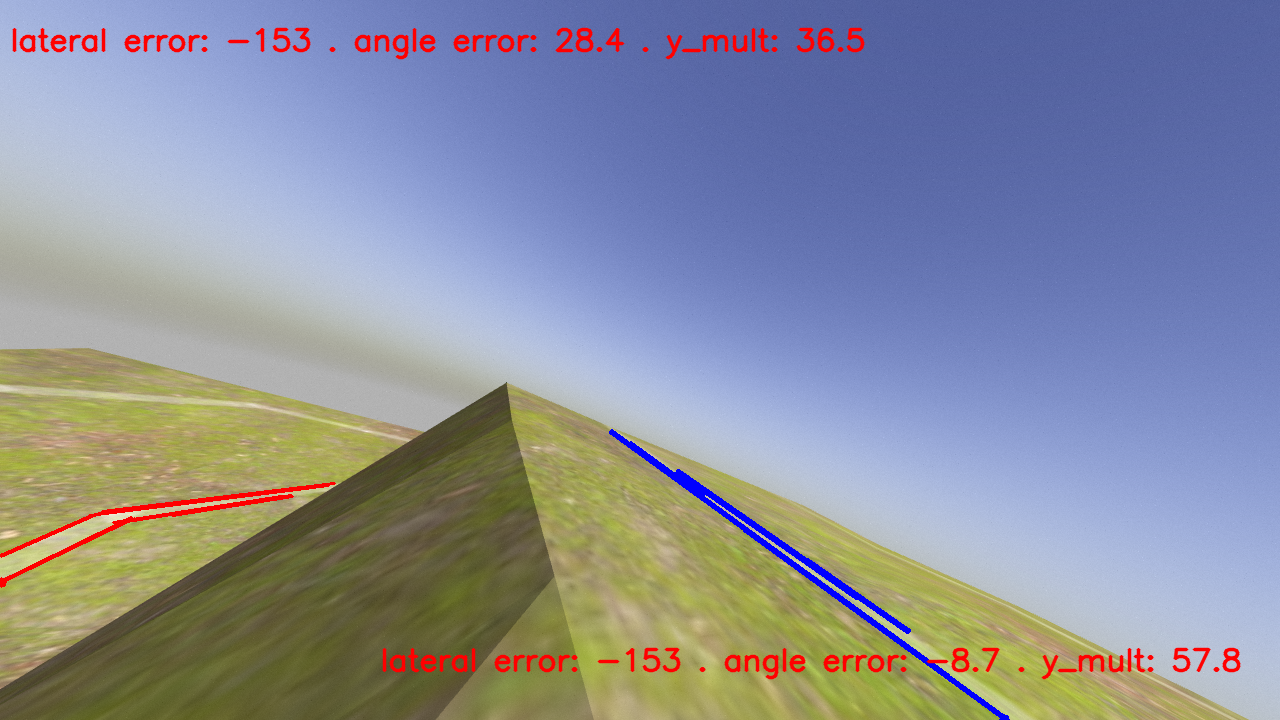 lateral error: -153 . angle error: 28.4 . y_mult: 36.5
lateral error: -153 . angle error: -8.7 . y_mult: 57.8